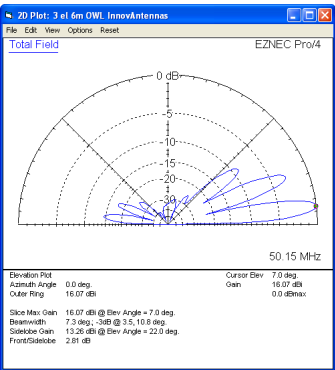 2D Plot: 3 el 6m OWL InnovAntennas
File Edit View Options Reset
Total Field EZNEC Pro/4
0 dB
-5
-10
-15
-20
-30
50.15 MHz
Elevation Plot Cursor Elev 7.0 deg.
Azimuth Angle 0.0 deg. Gain 16.07 dBi
Outer Ring 16.07 dBi 0.0 dBmax
Slice Max Gain 16.07 dBi @ Elev Angle = 7.0 deg.
Beamwidth 7.3 deg.; -3dB @ 3.5, 10.8 deg.
Sidelobe Gain 13.26 dBi @ Elev Angle = 22.0 deg.
Front/Sidelobe 2.81 dB